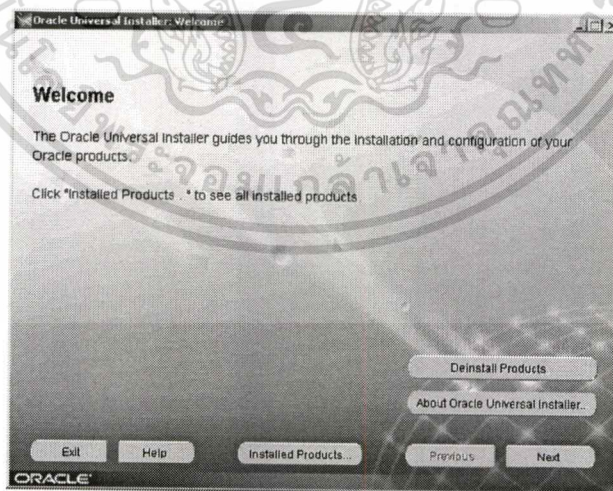 Oracle Universal Installer: Welcome
Welcome
The Oracle Universal Installer guides you through the installation and configuration of your
Oracle products.
Click "Installed Products . " to see all installed products
Deinstall Products
About Oracle Universal Installer..
Exit Help Installed Products... Previous Next
ORACLE